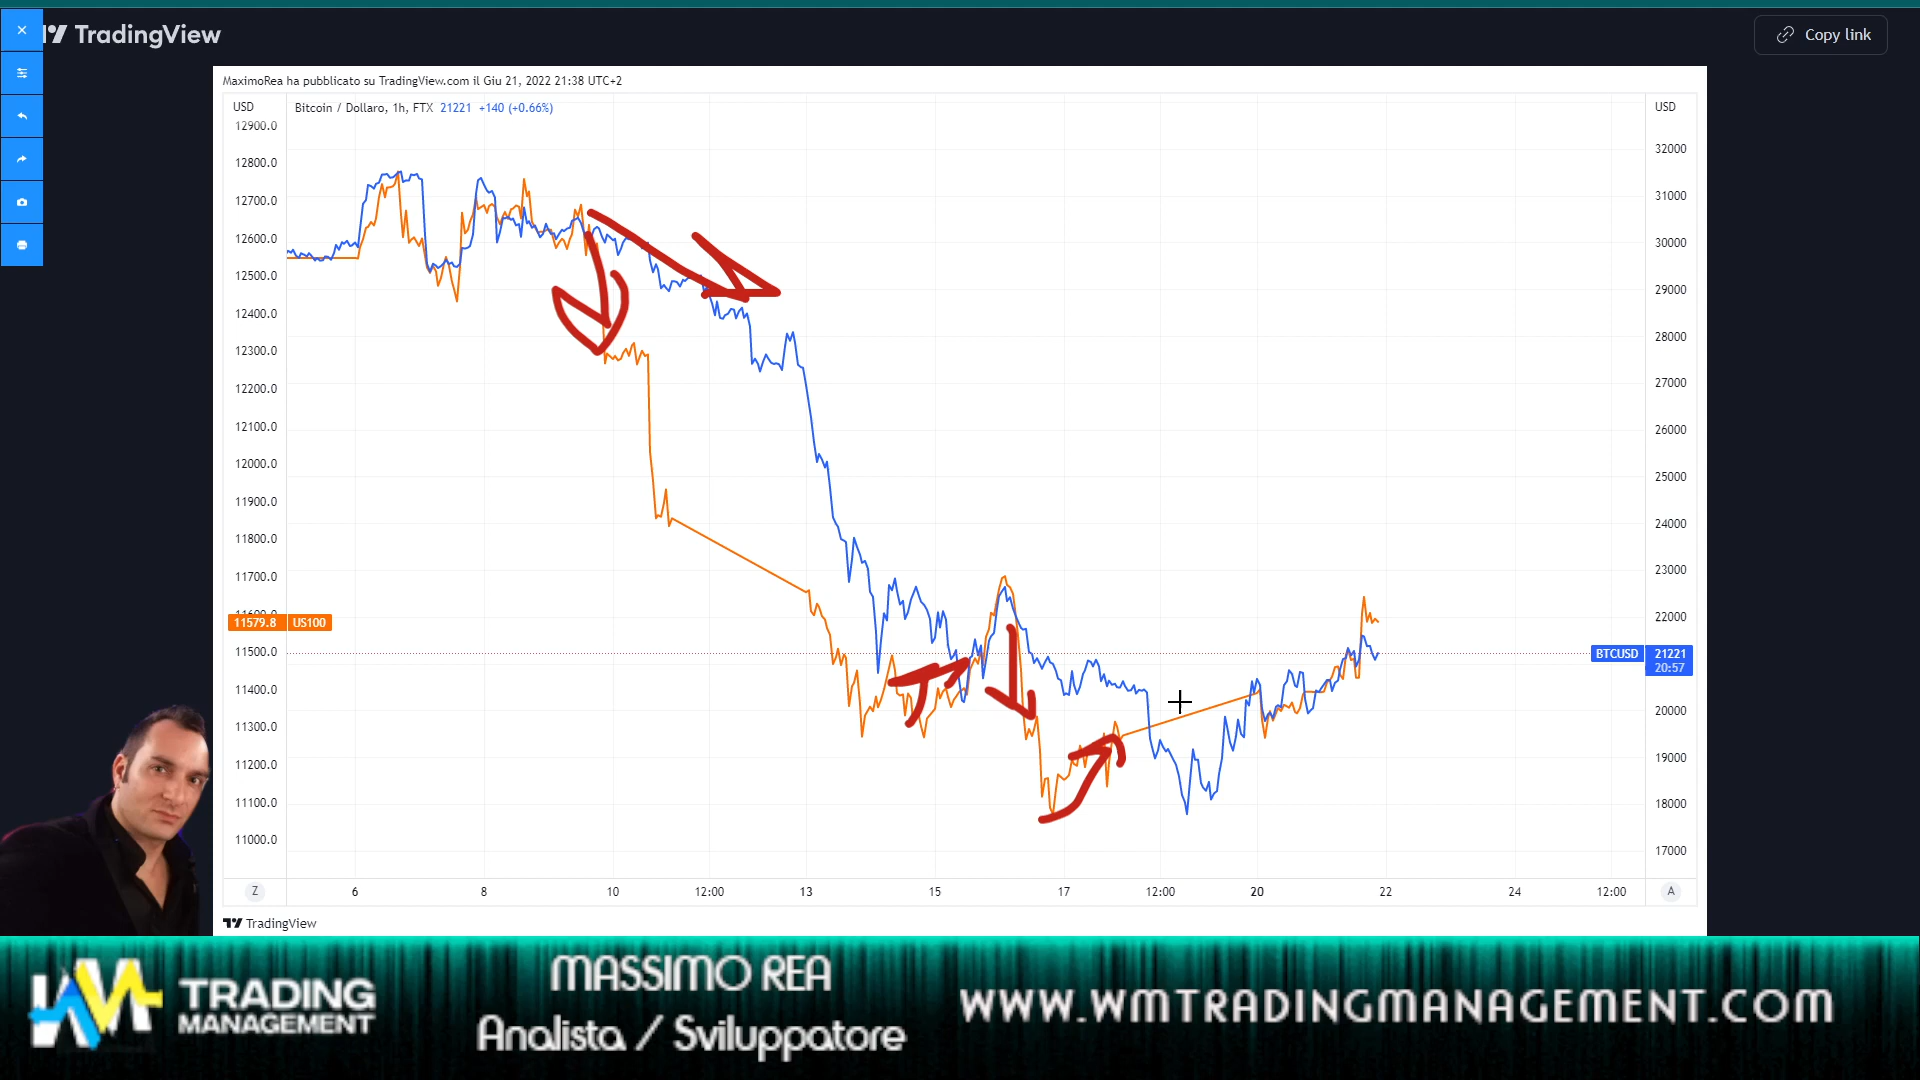 TradingView
Copy link
MaximoRea ha pubblicato su TradingView.com il Giu 21, 2022 21:38 UTC+2
USD
Bitcoin / Dollaro, 1h, FTX 21221 +140 (+0.66%)
USD
12900.0
12800.0
12700.0
12600.0
12500.0
12400.0
12300.0
12200.0
12100.0
12000.0
11900.0
11800.0
11700.0
11600.0
11579.8 US100
11500.0
11400.0
11300.0
11200.0
11100.0
11000.0
32000
31000
30000
29000
28000
27000
26000
25000
24000
23000
22000
BTCUSD 21221
20:57
20000
19000
18000
17000
Z 6 8 10 12:00 13 15 17 12:00 20 22 24 12:00 A
TradingView
WM TRADING
MANAGEMENT
MASSIMO REA
Analista / Sviluppatore
WWW.WMTRADINGMANAGEMENT.COM